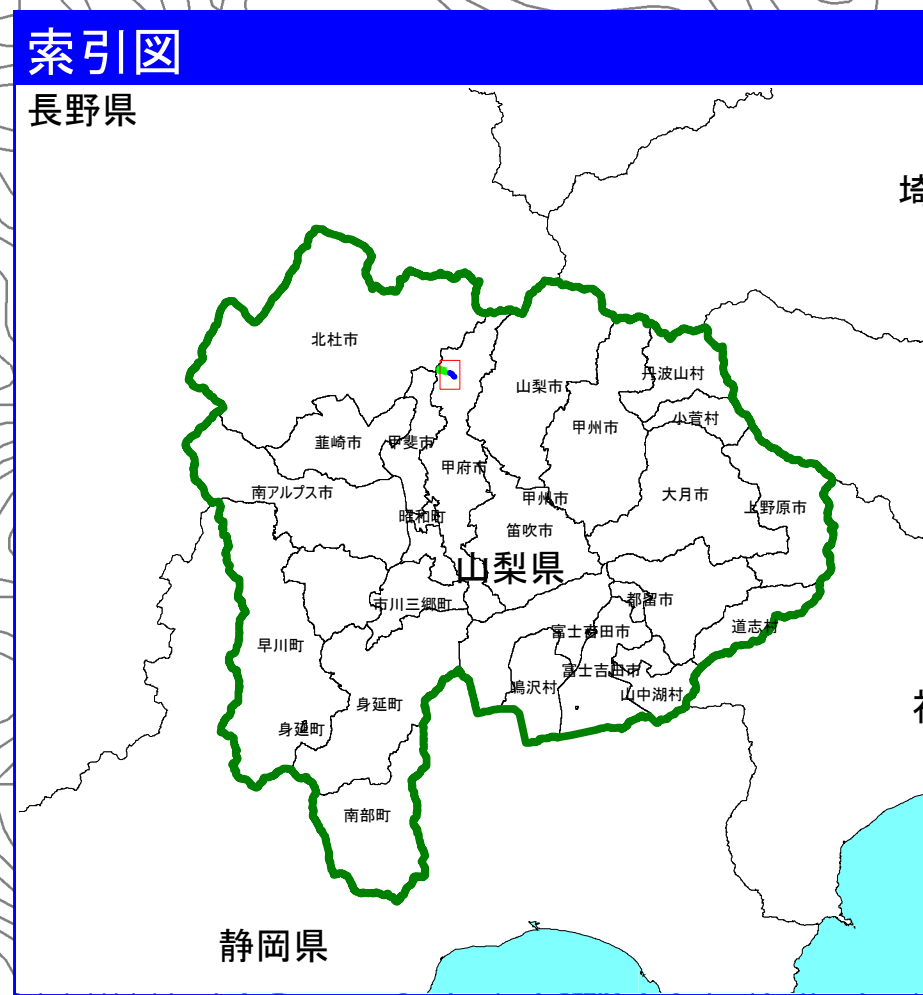 索引図
長野県
埼
北杜市
丹波山村
山梨市
小菅村
甲州市
韮崎市
甲斐市
甲府市
南アルプス市
大月市
甲州市
上野原市
昭和町
笛吹市
山梨県
都留市
市川三郷町
道志村
富士吉田市
早川町
富士吉田市
鳴沢村
山中湖村
身延町
身延町
南部町
静岡県